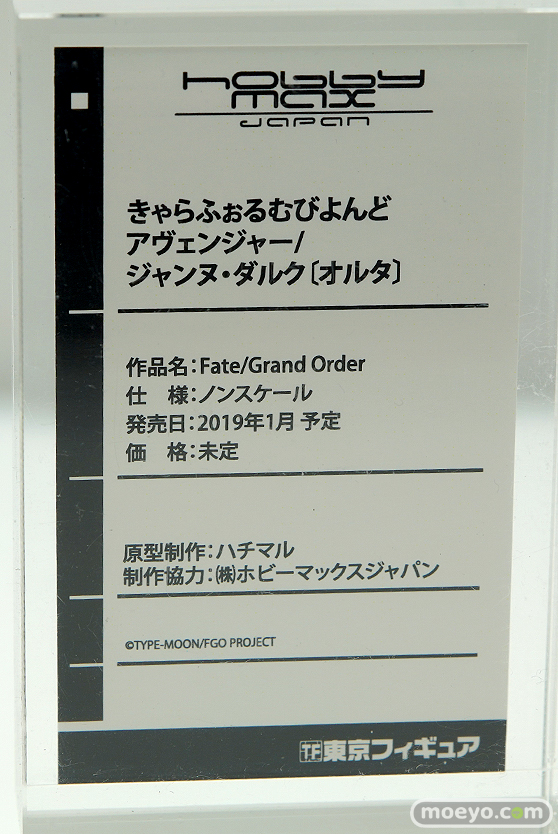 hobby
max
JAPAN
きゃらふぉるむびよんど
アヴェンジャー/
ジャンヌ・ダルク〔オルタ〕
作品名:Fate/Grand Order
仕　様:ノンスケール
発売日:2019年1月 予定
価　格:未定
原型制作:ハチマル
制作協力:㈱ホビーマックスジャパン
©TYPE-MOON/FGO PROJECT
TF 東京フィギュア
moeyo.com